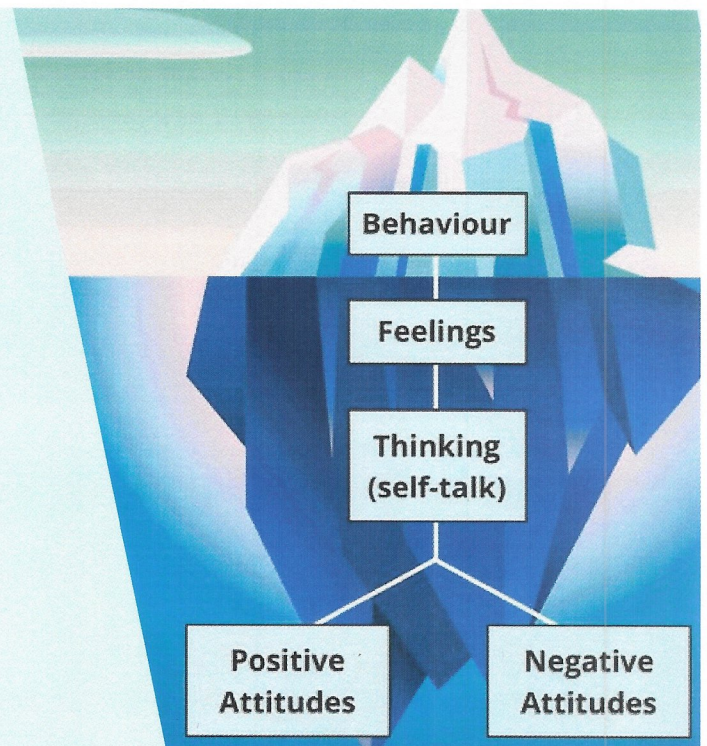 Behaviour
Feelings
Thinking
(self-talk)
Positive
Attitudes
Negative
Attitudes